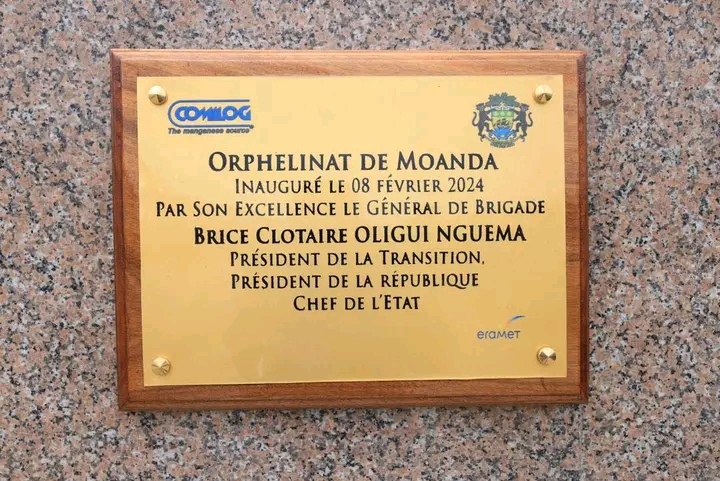 COMILOG
The manganese source
ORPHELINAT DE MOANDA
INAUGURÉ LE 08 FÉVRIER 2024
PAR SON EXCELLENCE LE GÉNÉRAL DE BRIGADE
BRICE CLOTAIRE OLIGUI NGUEMA
PRÉSIDENT DE LA TRANSITION,
PRÉSIDENT DE LA RÉPUBLIQUE
CHEF DE L'ETAT
eramet